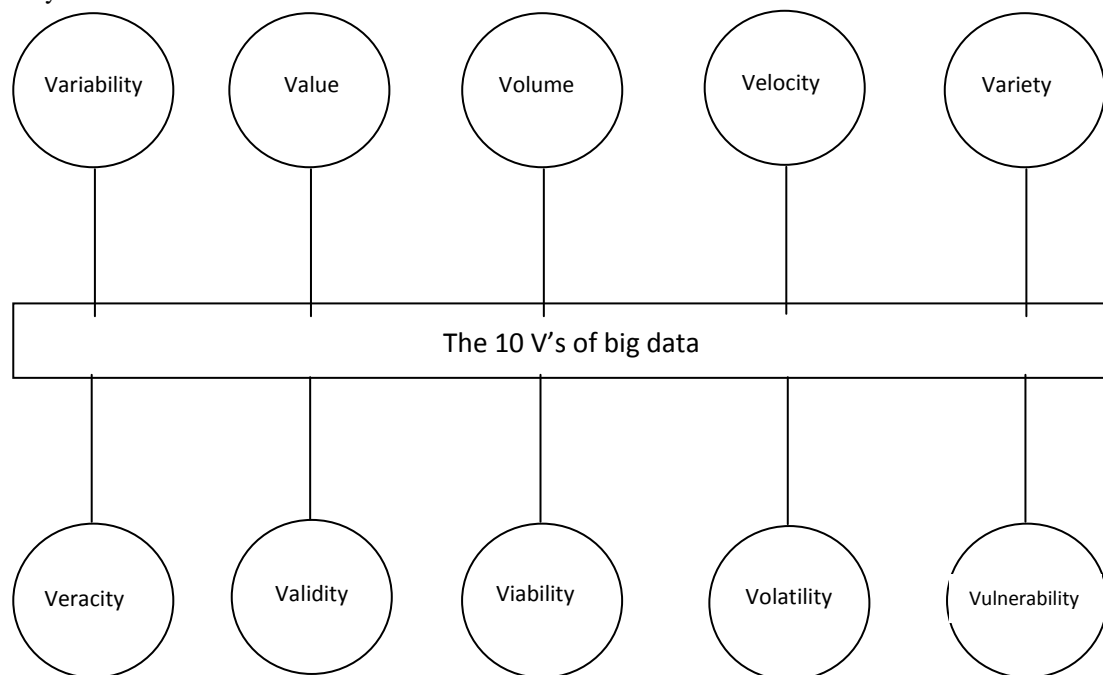 Variability
Value
Volume
Velocity
Variety
The 10 V’s of big data
Veracity
Validity
Viability
Volatility
Vulnerability